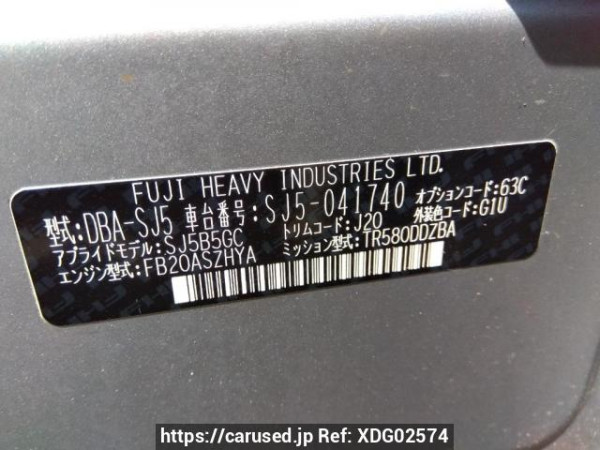 FUJI HEAVY INDUSTRIES LTD.
型式:DBA-SJ5 車台番号:SJ5-041740 オプションコード:63C
アプライドモデル:SJ5B5GC トリムコード:J20 外装色コード:G1U
エンジン型式:FB20ASZHYA ミッション型式:TR580DDZBA
https://carused.jp Ref: XDG02574